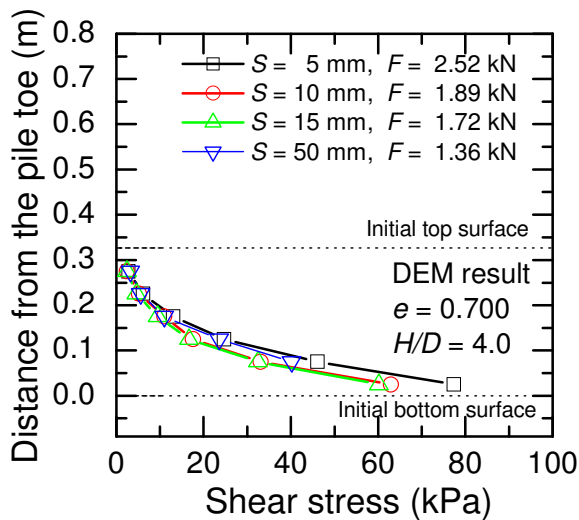 Distance from the pile toe (m)
0.8
0.7
0.6
0.5
0.4
0.3
0.2
0.1
0.0
S = 5 mm, F = 2.52 kN
S = 10 mm, F = 1.89 kN
S = 15 mm, F = 1.72 kN
S = 50 mm, F = 1.36 kN
Initial top surface
DEM result
e = 0.700
H/D = 4.0
Initial bottom surface
0 20 40 60 80 100
Shear stress (kPa)